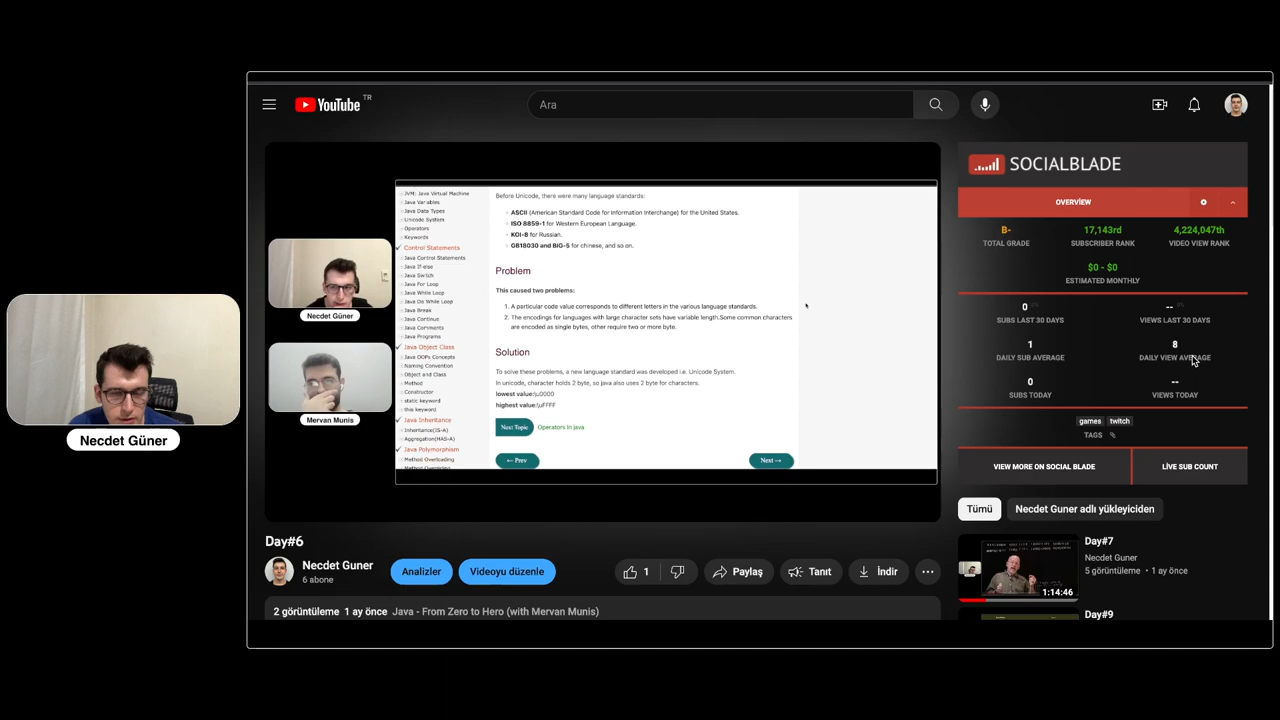 YouTube TR
Ara
JVM: Java Virtual Machine
Java Variables
Java Data Types
Unicode System
Operators
Keywords
Control Statements
Java Control Statements
Java If-else
Java Switch
Java For Loop
Java While Loop
Java Do While Loop
Java Break
Java Continue
Java Comments
Java Programs
Java Object Class
Java OOPs Concepts
Naming Convention
Object and Class
Method
Constructor
static keyword
this keyword
Java Inheritance
Inheritance(IS-A)
Aggregation(HAS-A)
Java Polymorphism
Method Overloading
Method Overriding
Before Unicode, there were many language standards:
ASCII (American Standard Code for Information Interchange) for the United States.
ISO 8859-1 for Western European Language.
KOI-8 for Russian.
GB18030 and BIG-5 for chinese, and so on.
Problem
This caused two problems:
1. A particular code value corresponds to different letters in the various language standards.
2. The encodings for languages with large character sets have variable length.Some common characters
are encoded as single bytes, other require two or more byte.
Solution
To solve these problems, a new language standard was developed i.e. Unicode System.
In unicode, character holds 2 byte, so java also uses 2 byte for characters.
lowest value:/u0000
highest value:/uFFFF
Next Topic Operators in java
← Prev
Next →
Necdet Güner
Mervan Munis
Necdet Güner
SOCIALBLADE
OVERVİEW
B-
TOTAL GRADE
17,143rd
SUBSCRIBER RANK
4,224,047th
VIDEO VIEW RANK
$0 - $0
ESTIMATED MONTHLY
0 0%
SUBS LAST 30 DAYS
-- 0%
VIEWS LAST 30 DAYS
1
DAILY SUB AVERAGE
8
DAILY VIEW AVERAGE
0
SUBS TODAY
--
VIEWS TODAY
games twitch
TAGS
VIEW MORE ON SOCIAL BLADE
LİVE SUB COUNT
Tümü
Necdet Guner adlı yükleyiciden
Day#7
Necdet Guner
5 görüntüleme • 1 ay önce
1:14:46
Day#9
Day#6
Necdet Guner
6 abone
Analizler
Videoyu düzenle
1
Paylaş
Tanıt
İndir
2 görüntüleme 1 ay önce Java - From Zero to Hero (with Mervan Munis)